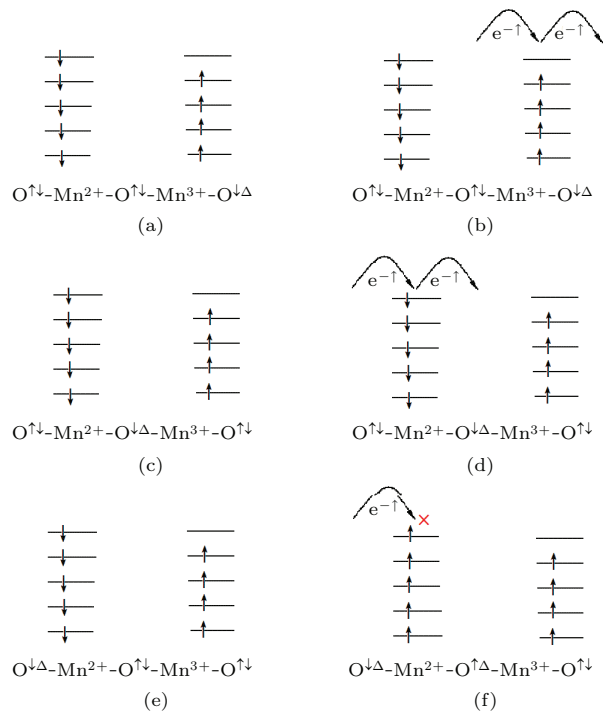 e⁻↑ e⁻↑
O↑↓-Mn²⁺-O↑↓-Mn³⁺-O↓Δ
(a)
O↑↓-Mn²⁺-O↑↓-Mn³⁺-O↓Δ
(b)
e⁻↑ e⁻↑
O↑↓-Mn²⁺-O↓Δ-Mn³⁺-O↑↓
(c)
O↑↓-Mn²⁺-O↓Δ-Mn³⁺-O↑↓
(d)
e⁻↑
×
O↓Δ-Mn²⁺-O↑↓-Mn³⁺-O↑↓
(e)
O↓Δ-Mn²⁺-O↑Δ-Mn³⁺-O↑↓
(f)